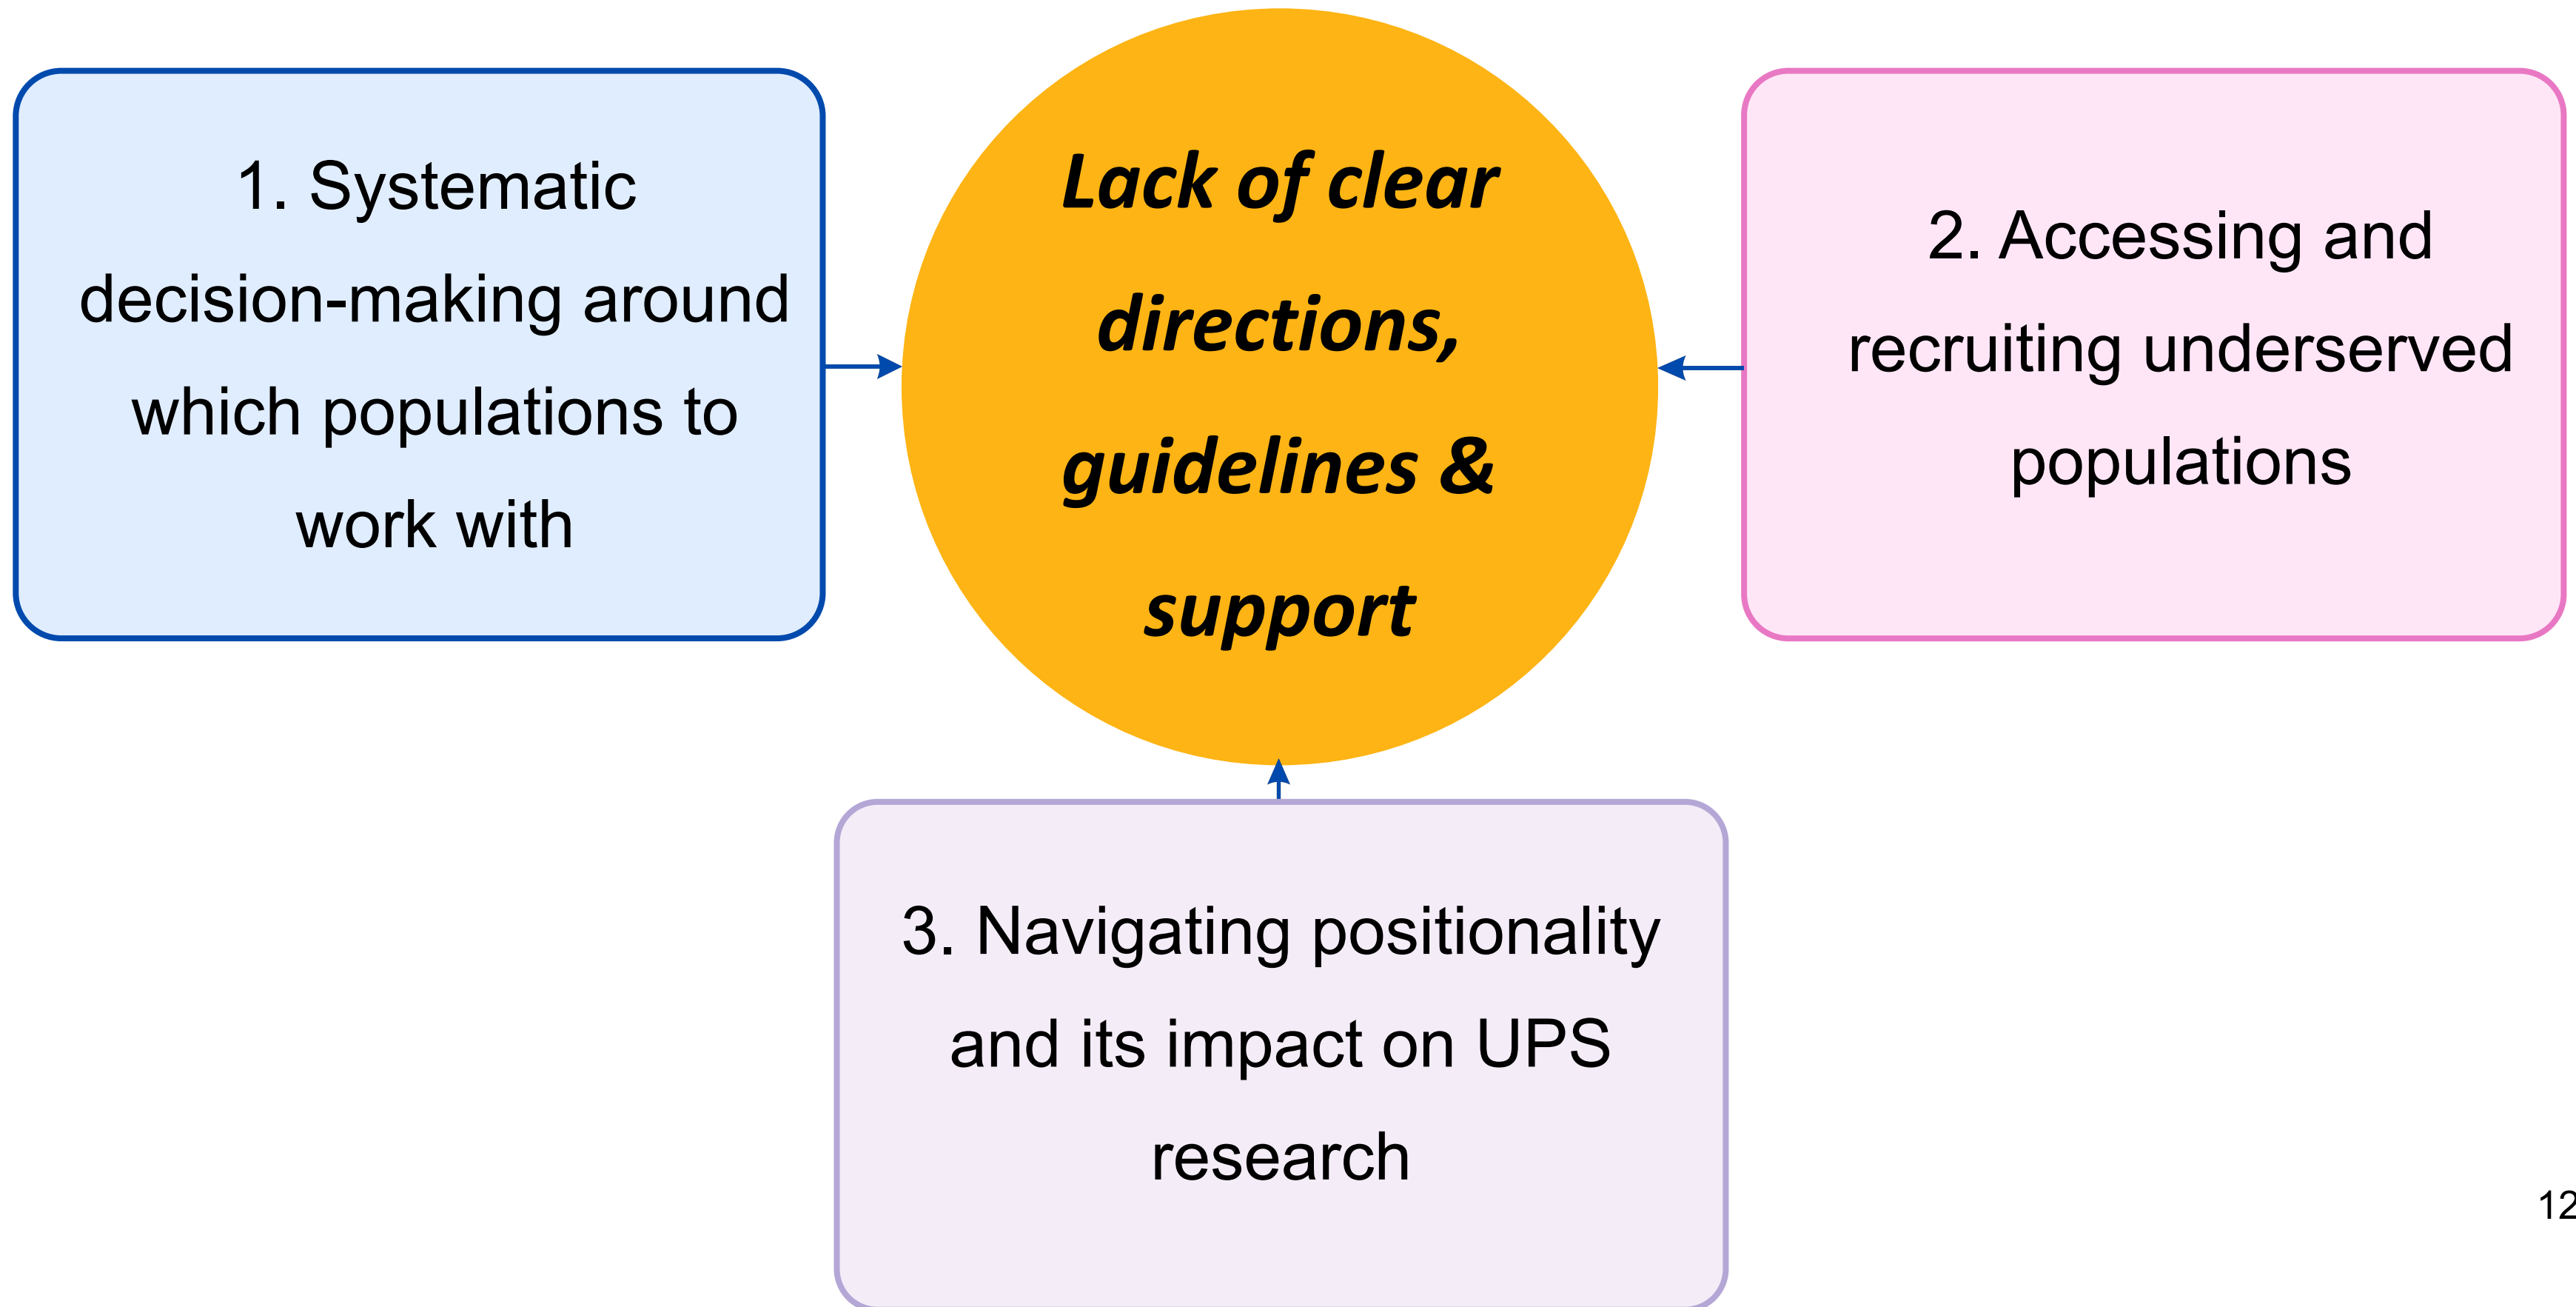 1. Systematic
decision-making around
which populations to
work with
Lack of clear
directions,
guidelines &
support
2. Accessing and
recruiting underserved
populations
3. Navigating positionality
and its impact on UPS
research
12